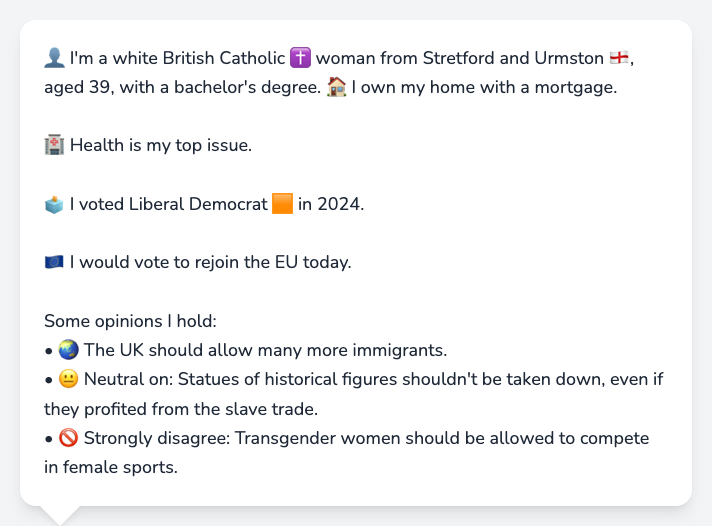 👤 I'm a white British Catholic ✝️ woman from Stretford and Urmston 🏴󠁧󠁢󠁥󠁮󠁧󠁿,
aged 39, with a bachelor's degree. 🏠 I own my home with a mortgage.
🏥 Health is my top issue.
🗳️ I voted Liberal Democrat 🟧 in 2024.
🇪🇺 I would vote to rejoin the EU today.
Some opinions I hold:
• 🌏 The UK should allow many more immigrants.
• 😐 Neutral on: Statues of historical figures shouldn't be taken down, even if
they profited from the slave trade.
• 🚫 Strongly disagree: Transgender women should be allowed to compete
in female sports.